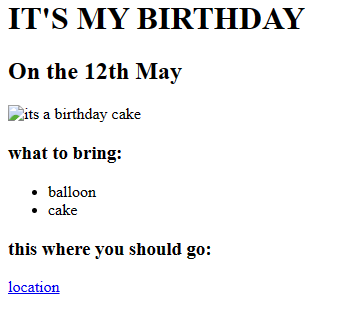 IT'S MY BIRTHDAY
On the 12th May
its a birthday cake
what to bring:
balloon
cake
this where you should go:
location